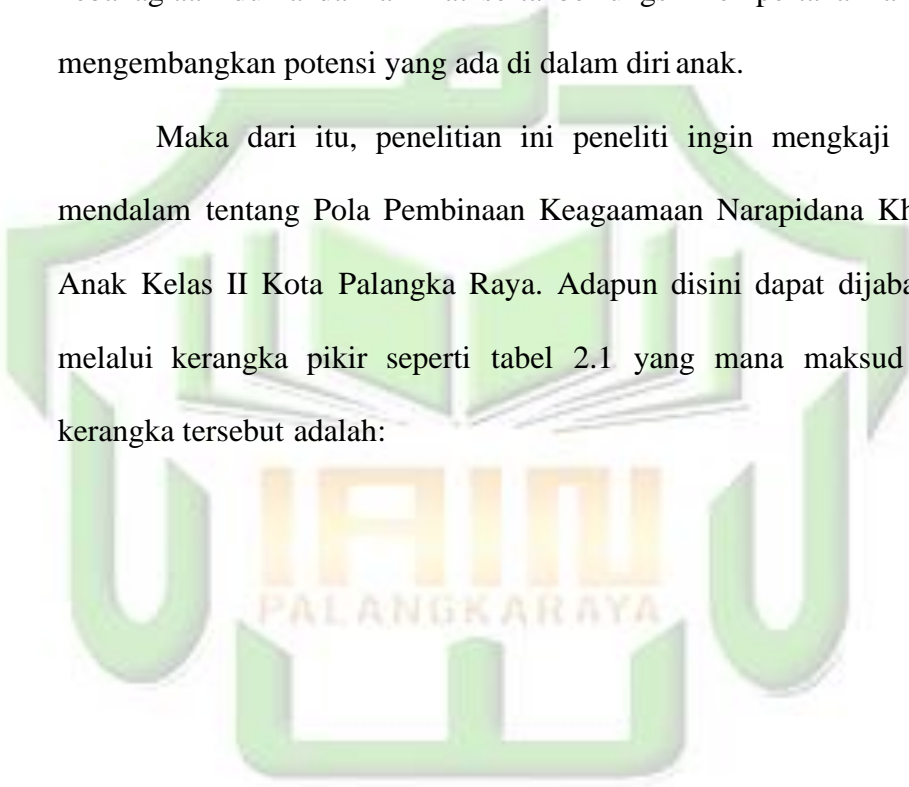 mengembangkan potensi yang ada di dalam diri anak.
Maka dari itu, penelitian ini peneliti ingin mengkaji
mendalam tentang Pola Pembinaan Keagaamaan Narapidana
Anak Kelas II Kota Palangka Raya. Adapun disini dapat
melalui kerangka pikir seperti tabel 2.1 yang mana maksud
kerangka tersebut adalah:
IAIN
PALANGKARAYA